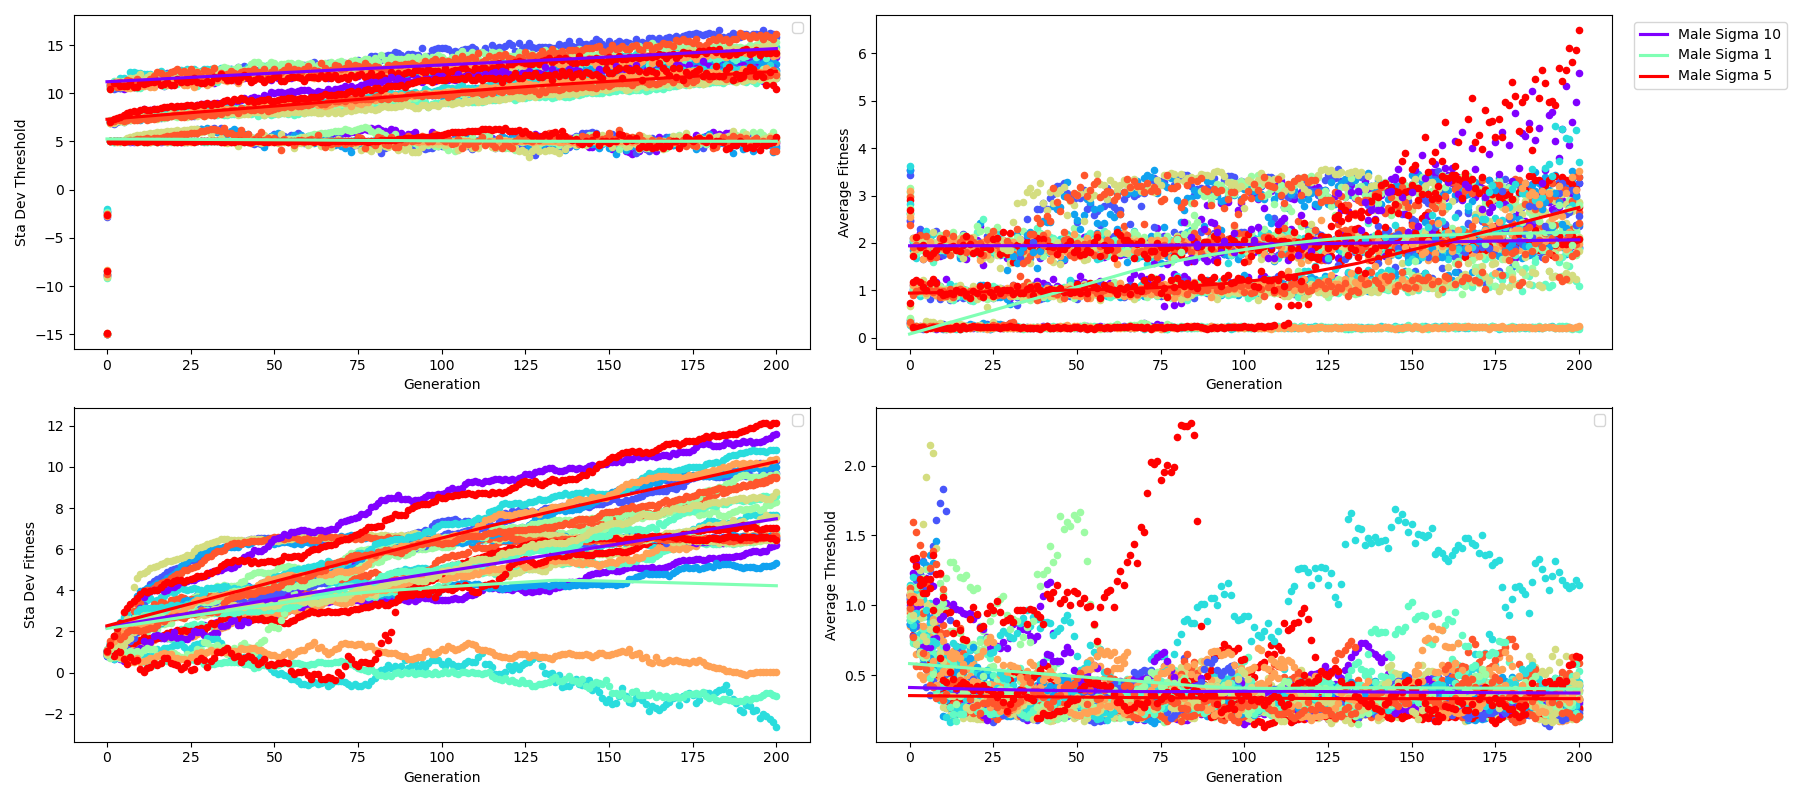 Sta Dev Threshold
15
10
5
0
−5
−10
−15
0 25 50 75 100 125 150 175 200
Generation
Average Fitness
6
5
4
3
2
1
0
0 25 50 75 100 125 150 175 200
Generation
Male Sigma 10
Male Sigma 1
Male Sigma 5
Sta Dev Fitness
12
10
8
6
4
2
0
−2
0 25 50 75 100 125 150 175 200
Generation
Average Threshold
2.0
1.5
1.0
0.5
0 25 50 75 100 125 150 175 200
Generation